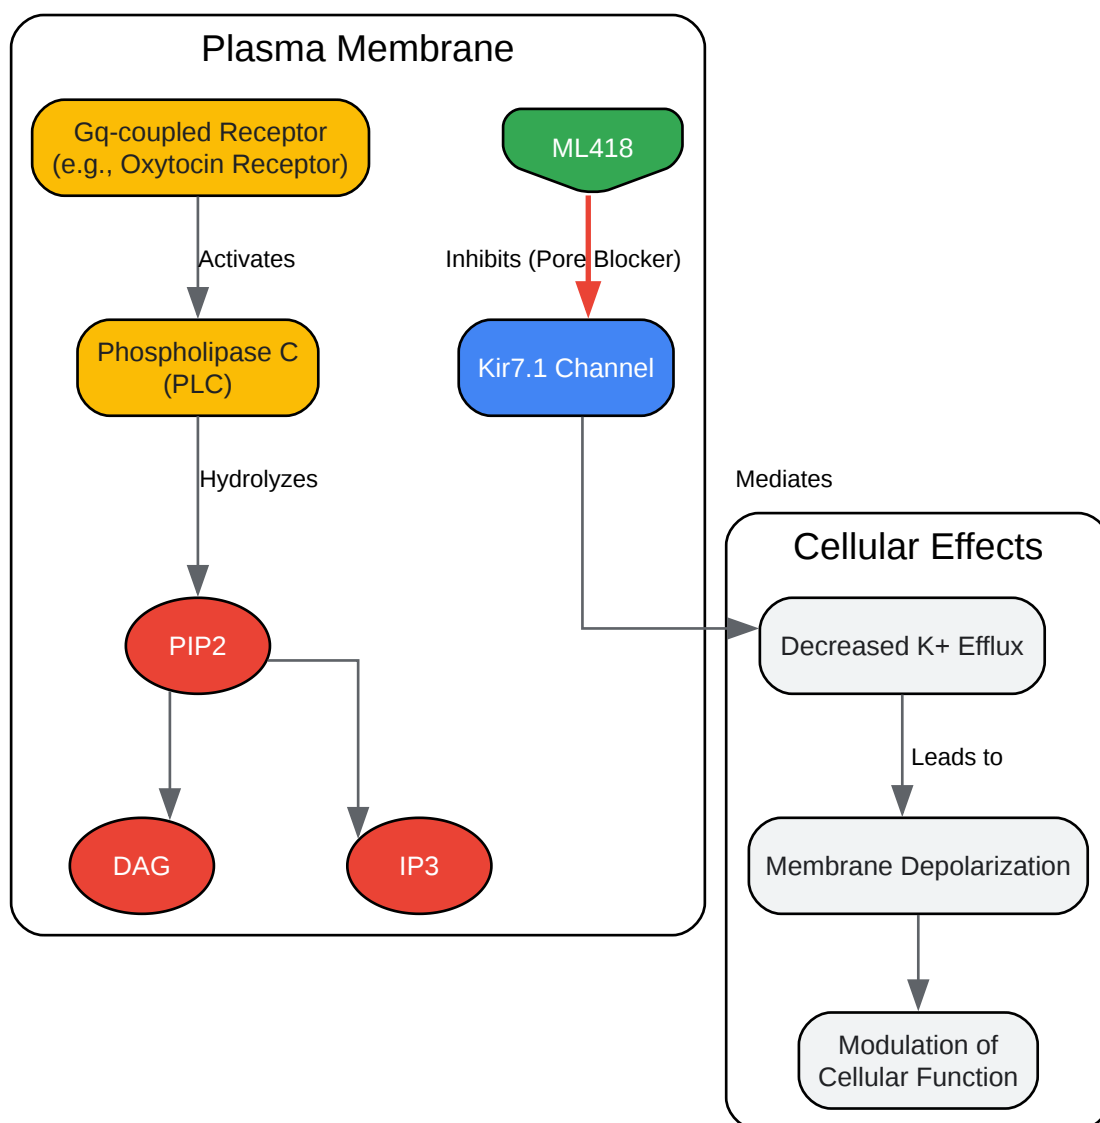 Plasma Membrane
Gq-coupled Receptor
(e.g., Oxytocin Receptor)
ML418
Activates
Inhibits (Pore Blocker)
Phospholipase C
(PLC)
Kir7.1 Channel
Hydrolyzes
Mediates
Cellular Effects
PIP2
Decreased K+ Efflux
Leads to
DAG
IP3
Membrane Depolarization
Modulation of
Cellular Function